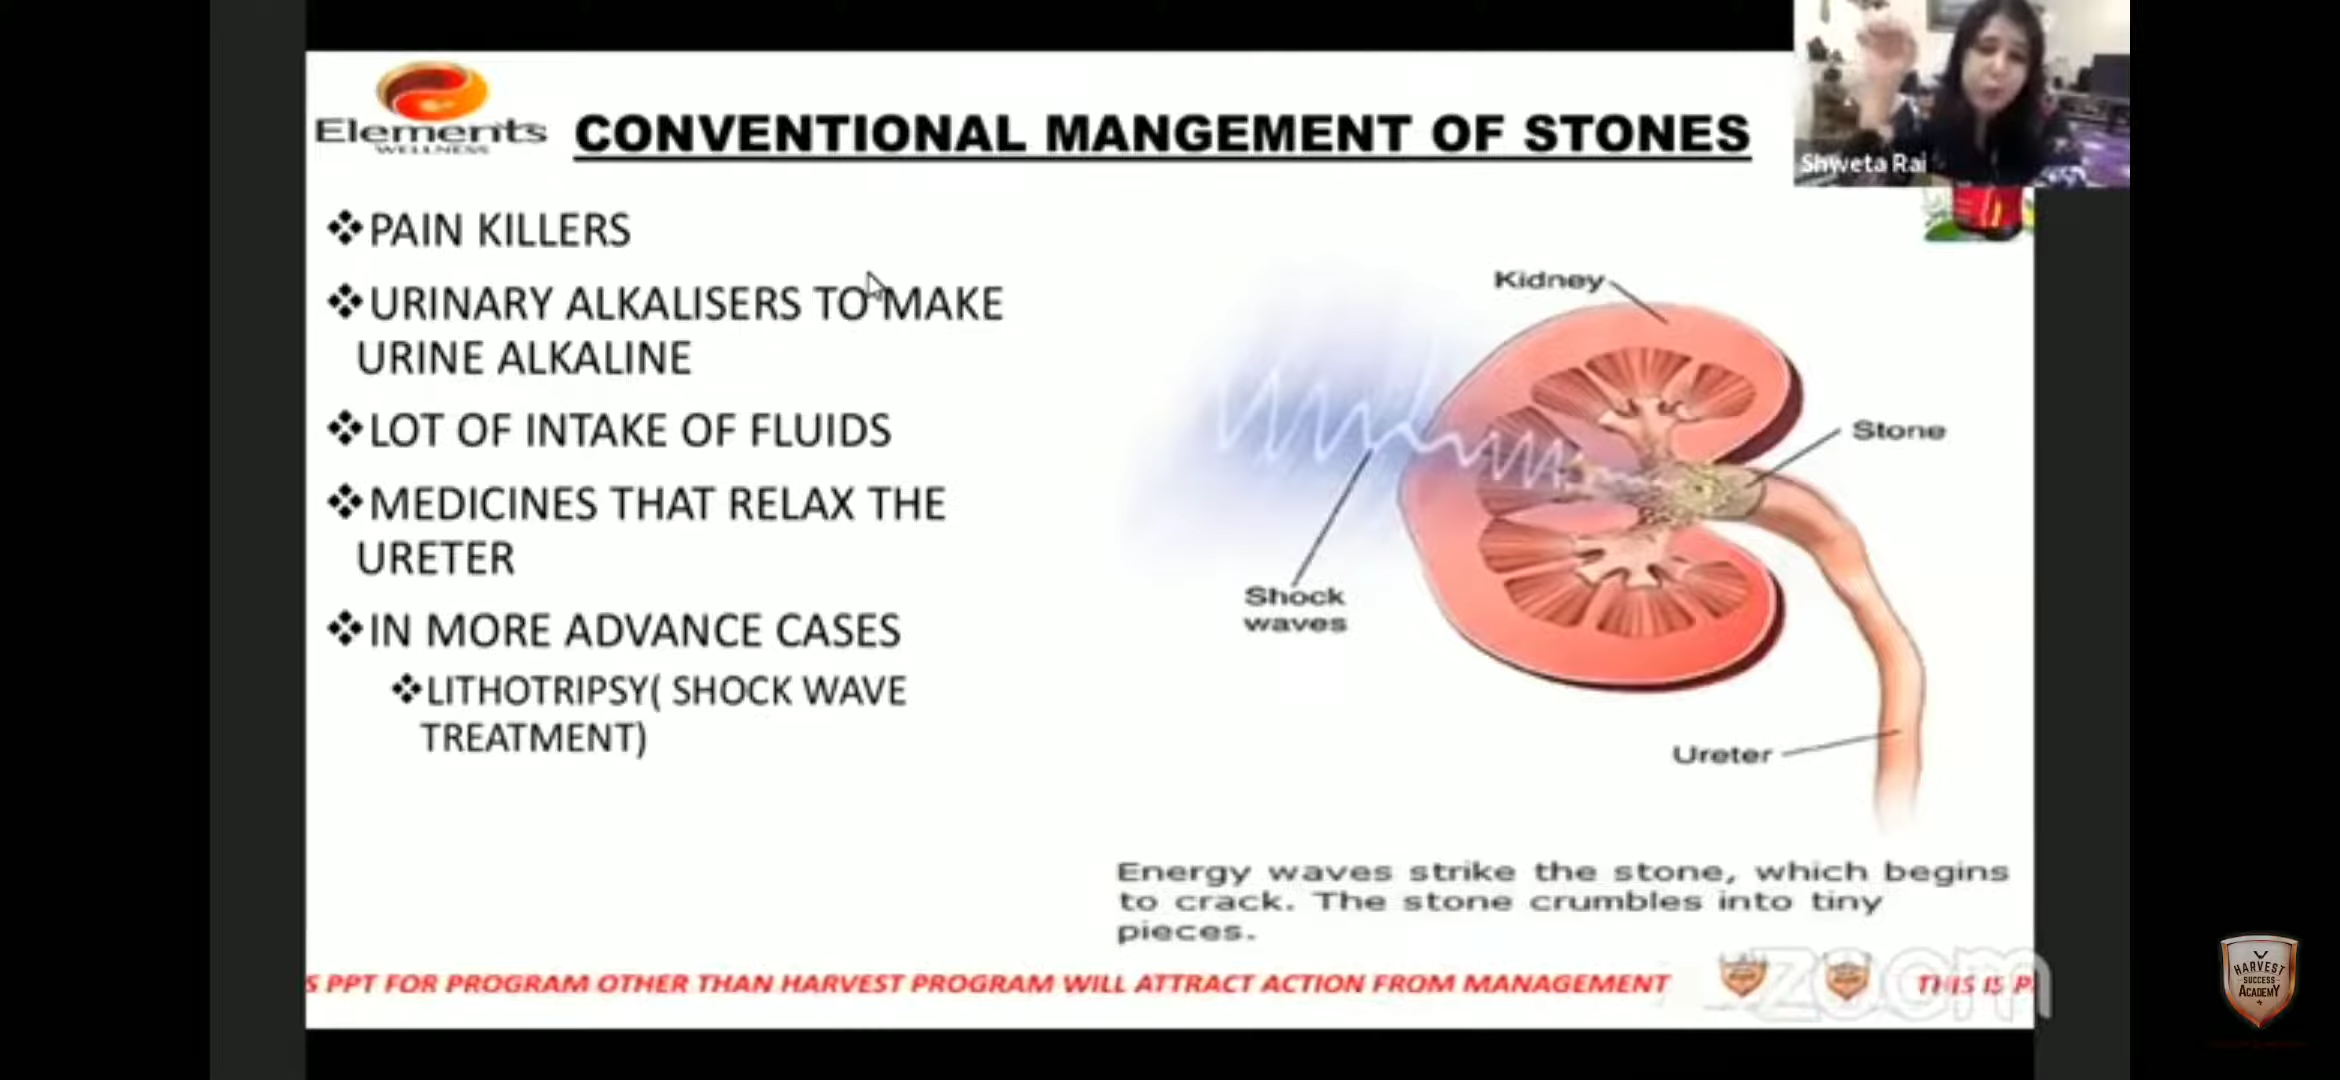 Elements
WELLNESS
CONVENTIONAL MANGEMENT OF STONES
Shweta Rai
❖PAIN KILLERS
❖URINARY ALKALISERS TO MAKE
URINE ALKALINE
❖LOT OF INTAKE OF FLUIDS
❖MEDICINES THAT RELAX THE
URETER
❖IN MORE ADVANCE CASES
❖LITHOTRIPSY( SHOCK WAVE
TREATMENT)
Kidney
Stone
Shock
waves
Ureter
Energy waves strike the stone, which begins
to crack. The stone crumbles into tiny
pieces.
S PPT FOR PROGRAM OTHER THAN HARVEST PROGRAM WILL ATTRACT ACTION FROM MANAGEMENT
THIS IS P
zoom
HARVEST
SUCCESS
ACADEMY